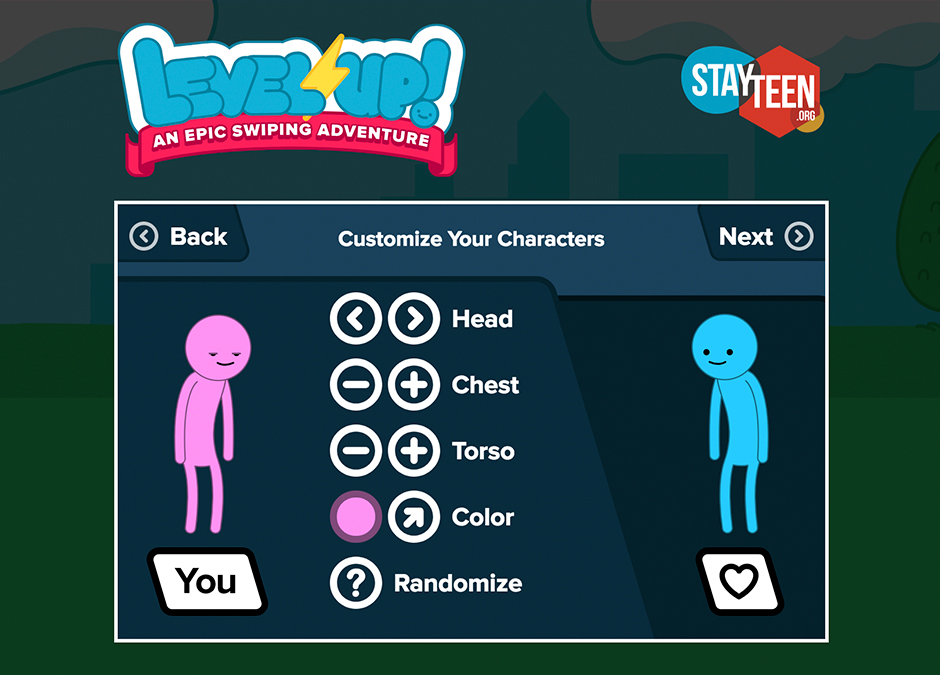 LEVEL UP!
AN EPIC SWIPING ADVENTURE
STAY
TEEN
.ORG
Back
Customize Your Characters
Next
Head
Chest
Torso
Color
? Randomize
You